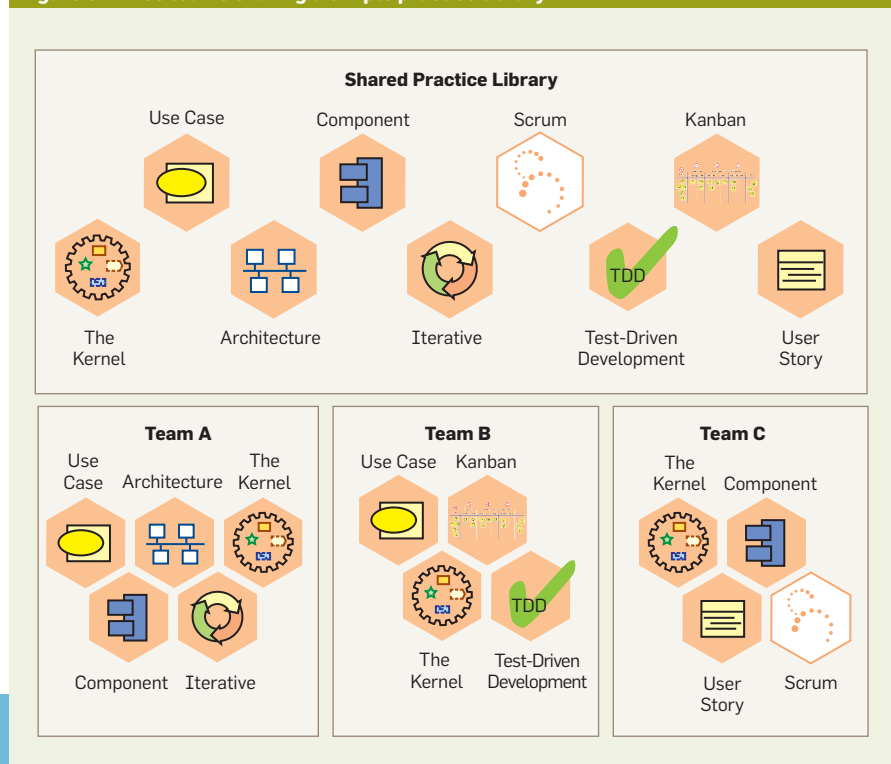 Shared Practice Library
Use Case
Component
Scrum
Kanban
TDD
The
Kernel
Architecture
Iterative
Test-Driven
Development
User
Story
Team A
Use
Case
Architecture
The
Kernel
Component
Iterative
Team B
Use Case
Kanban
TDD
The
Kernel
Test-Driven
Development
Team C
The
Kernel
Component
User
Story
Scrum